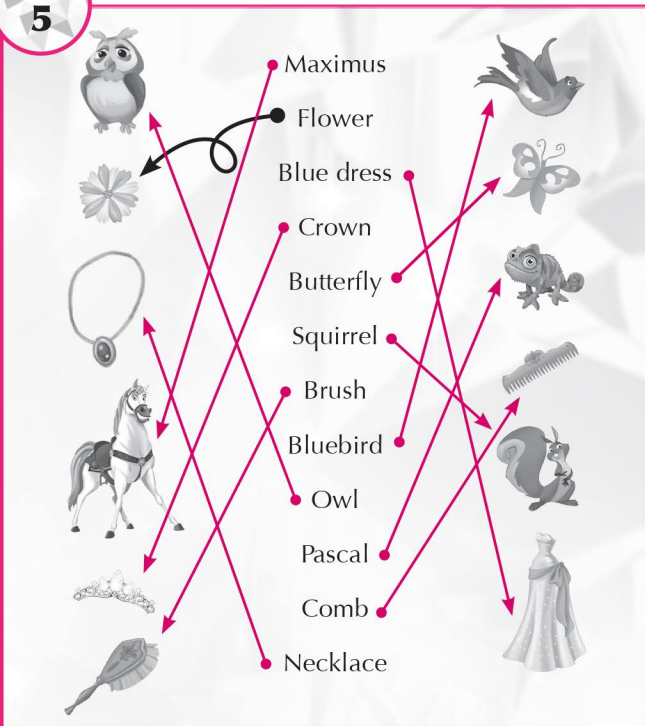 5
Maximus
Flower
Blue dress
Crown
Butterfly
Squirrel
Brush
Bluebird
Owl
Pascal
Comb
Necklace